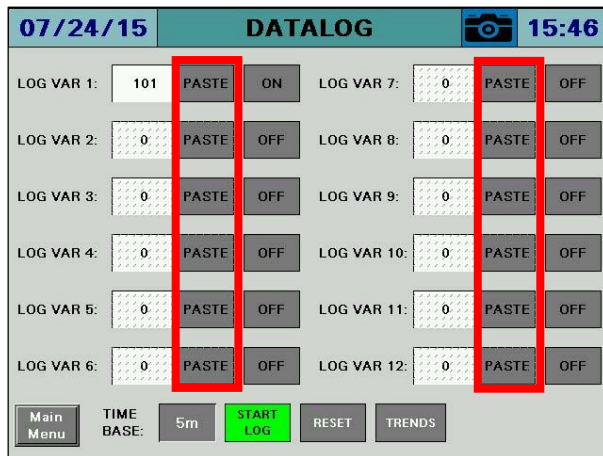 07/24/15 DATALOG 15:46
LOG VAR 1: 101 PASTE ON LOG VAR 7: 0 PASTE OFF
LOG VAR 2: 0 PASTE OFF LOG VAR 8: 0 PASTE OFF
LOG VAR 3: 0 PASTE OFF LOG VAR 9: 0 PASTE OFF
LOG VAR 4: 0 PASTE OFF LOG VAR 10: 0 PASTE OFF
LOG VAR 5: 0 PASTE OFF LOG VAR 11: 0 PASTE OFF
LOG VAR 6: 0 PASTE OFF LOG VAR 12: 0 PASTE OFF
Main
Menu
TIME
BASE:
5m
START
LOG
RESET
TRENDS